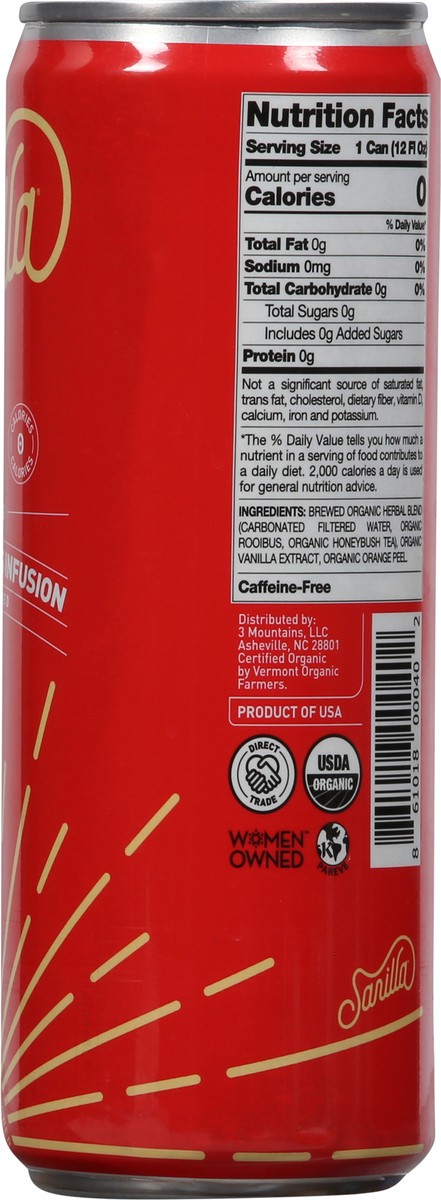 Nutrition Facts
Serving Size 1 Can (12 Fl Oz)
Amount per serving
Calories 0
% Daily Value*
Total Fat 0g 0%
Sodium 0mg 0%
Total Carbohydrate 0g 0%
Total Sugars 0g
Includes 0g Added Sugars
Protein 0g
Not a significant source of saturated fat,
trans fat, cholesterol, dietary fiber, vitamin D,
calcium, iron and potassium.
*The % Daily Value tells you how much a
nutrient in a serving of food contributes to
a daily diet. 2,000 calories a day is used
for general nutrition advice.
INGREDIENTS: BREWED ORGANIC HERBAL BLEND
(CARBONATED FILTERED WATER, ORGANIC
ROOIBUS, ORGANIC HONEYBUSH TEA), ORGANIC
VANILLA EXTRACT, ORGANIC ORANGE PEEL.
Caffeine-Free
CALORIES
0
CALORIES
INFUSION
Distributed by:
3 Mountains, LLC
Asheville, NC 28801
Certified Organic
by Vermont Organic
Farmers.
PRODUCT OF USA
8 61018 00040 2
DIRECT
TRADE
USDA
ORGANIC
WOMEN™
OWNED
K
PAREVE
Sanilla